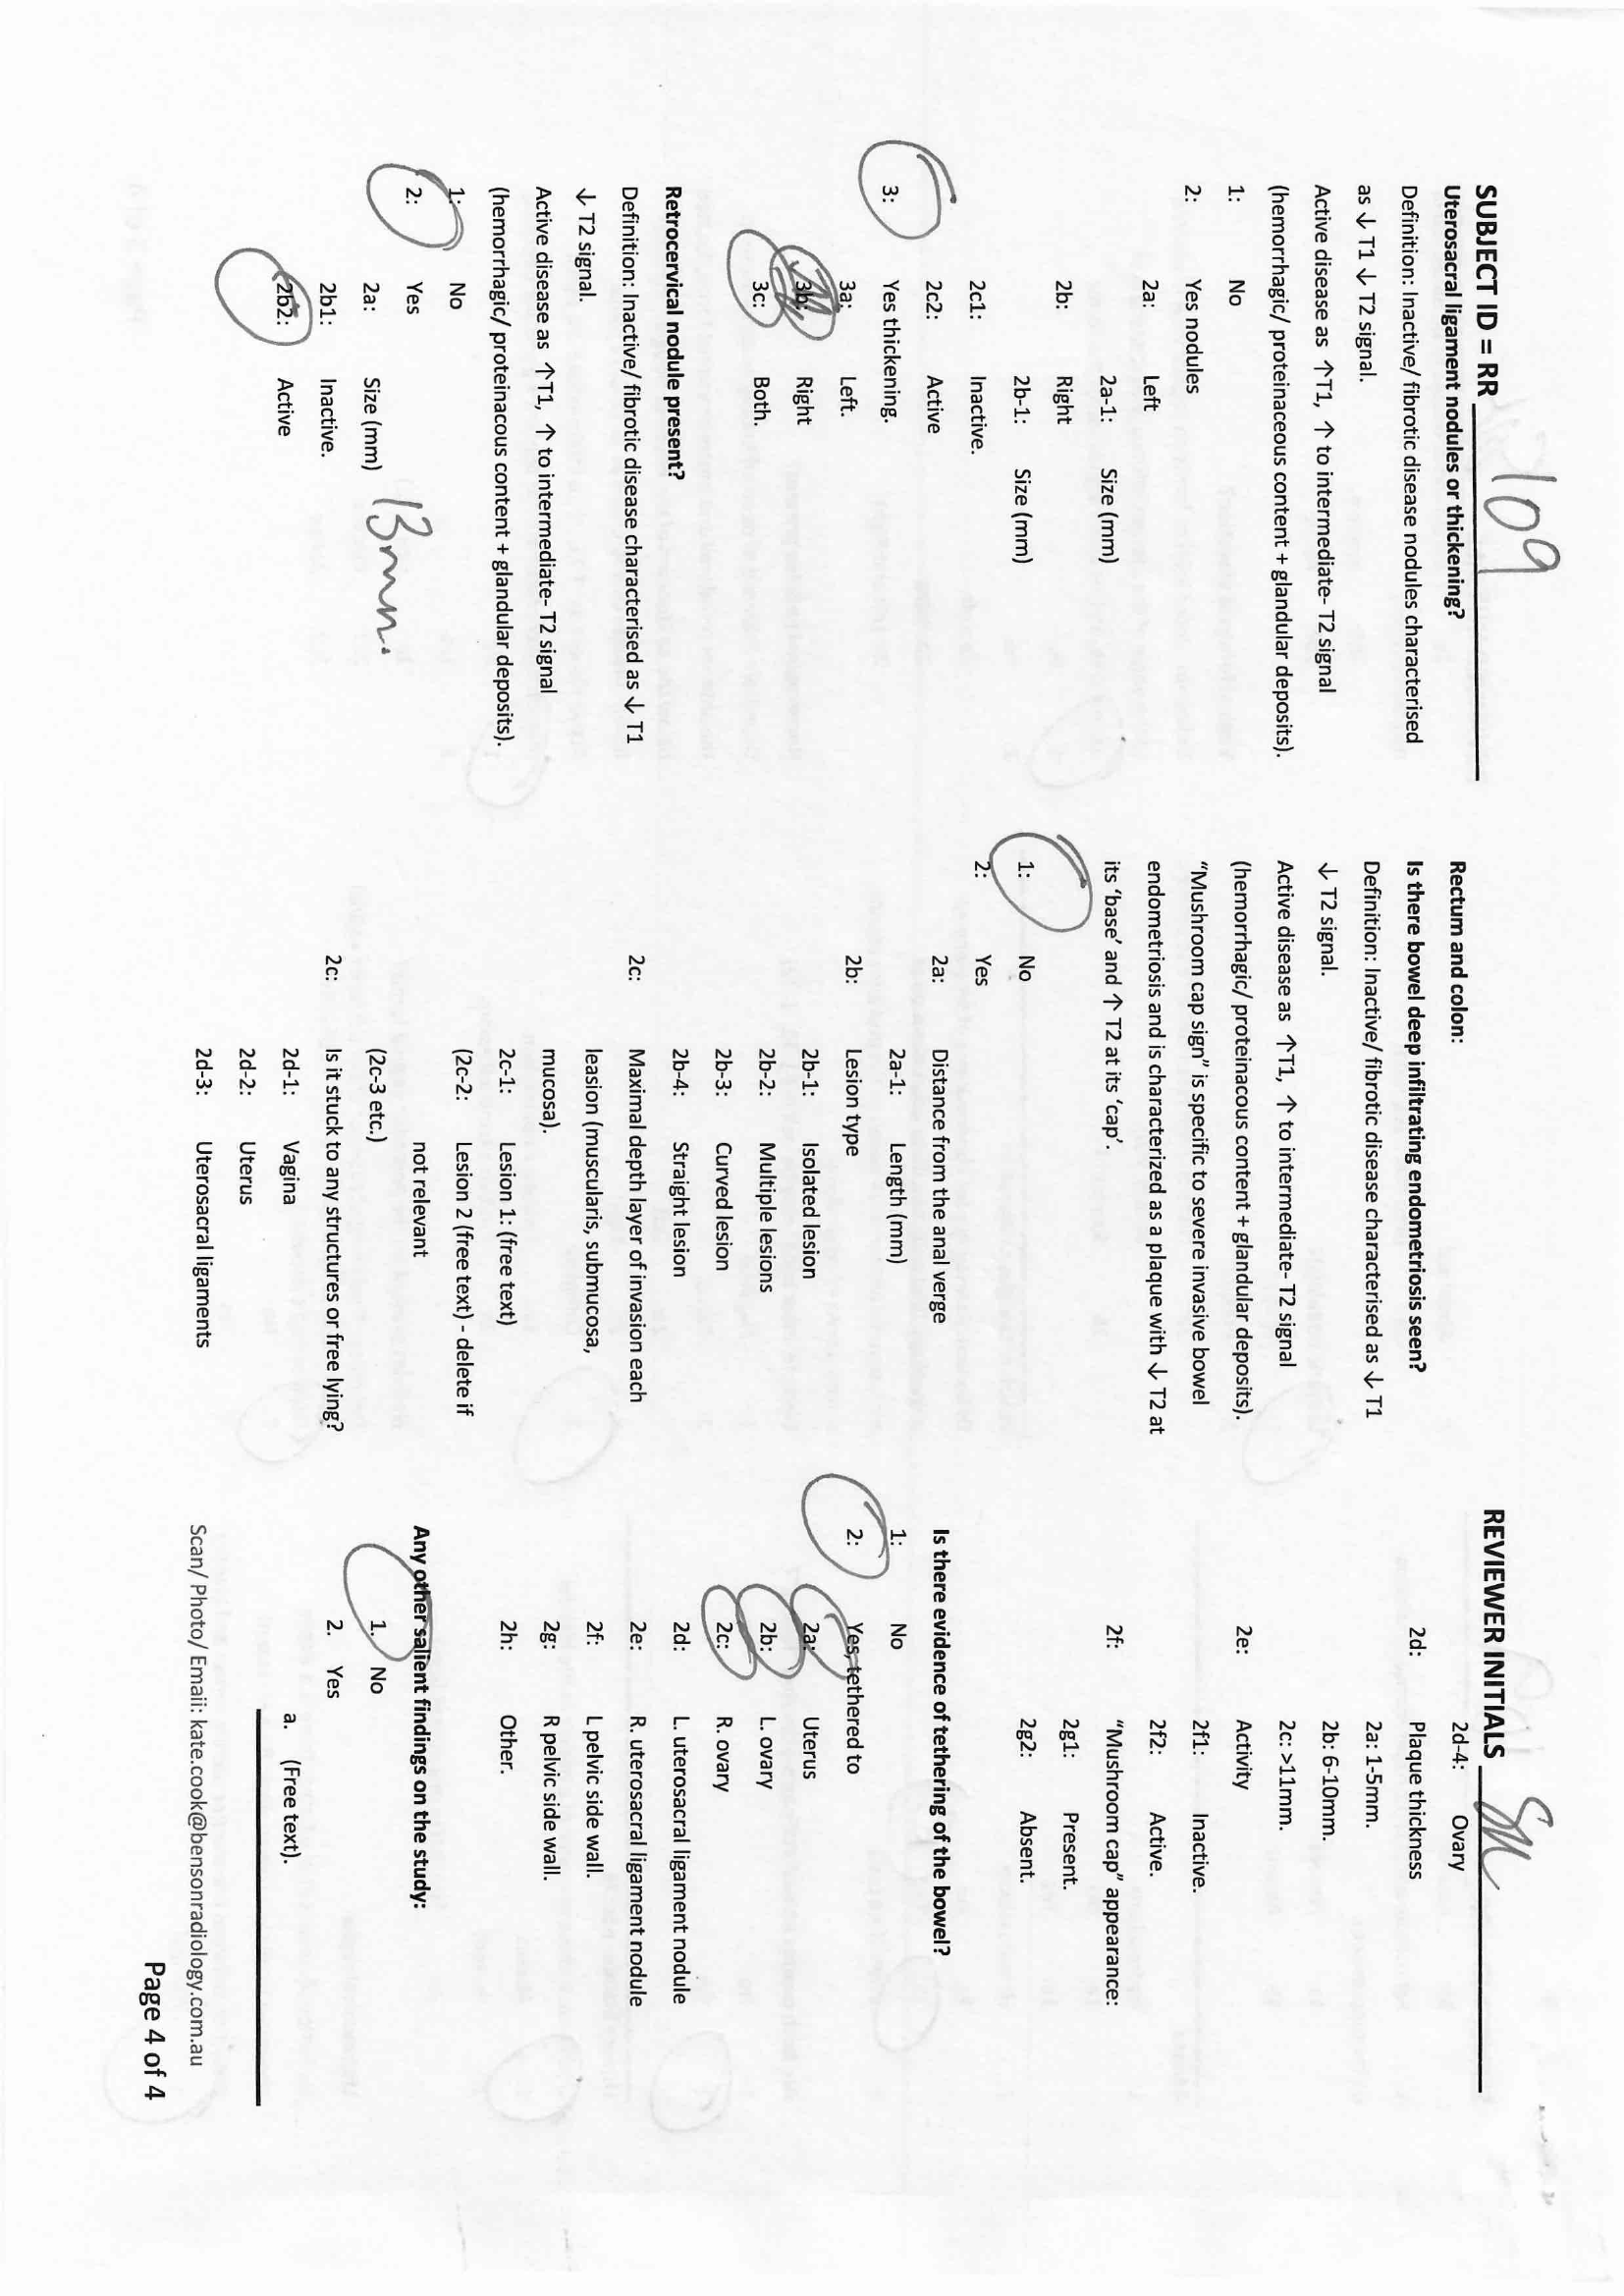 SUBJECT ID = RR 109
Uterosacral ligament nodules or thickening?
Definition: Inactive/ fibrotic disease nodules characterised
as ↓ T1 ↓ T2 signal.
Active disease as ↑T1, ↑ to intermediate- T2 signal
(hemorrhagic/ proteinaceous content + glandular deposits).
1: No
2: Yes nodules
2a: Left
2a-1: Size (mm)
2b: Right
2b-1: Size (mm)
2c1: Inactive.
2c2: Active
3: Yes thickening.
3a: Left.
3b: Right
3c: Both.
Retrocervical nodule present?
Definition: Inactive/ fibrotic disease characterised as ↓ T1
↓ T2 signal.
Active disease as ↑T1, ↑ to intermediate- T2 signal
(hemorrhagic/ proteinacous content + glandular deposits).
1: No
2: Yes
2a: Size (mm) 13mm.
2b1: Inactive.
2b2: Active
Rectum and colon:
Is there bowel deep infiltrating endometriosis seen?
Definition: Inactive/ fibrotic disease characterised as ↓ T1
↓ T2 signal.
Active disease as ↑T1, ↑ to intermediate- T2 signal
(hemorrhagic/ proteinacous content + glandular deposits).
“Mushroom cap sign” is specific to severe invasive bowel
endometriosis and is characterized as a plaque with ↓ T2 at
its ‘base’ and ↑ T2 at its ‘cap’.
1: No
2: Yes
2a: Distance from the anal verge
2a-1: Length (mm)
2b: Lesion type
2b-1: Isolated lesion
2b-2: Multiple lesions
2b-3: Curved lesion
2b-4: Straight lesion
2c: Maximal depth layer of invasion each
leasion (muscularis, submucosa,
mucosa).
2c-1: Lesion 1: (free text)
(2c-2: Lesion 2 (free text) - delete if
not relevant
(2c-3 etc.)
2c: Is it stuck to any structures or free lying?
2d-1: Vagina
2d-2: Uterus
2d-3: Uterosacral ligaments
REVIEWER INITIALS
2d-4: Ovary
2d: Plaque thickness
2a: 1-5mm.
2b: 6-10mm.
2c: >11mm.
2e: Activity
2f1: Inactive.
2f2: Active.
2f: “Mushroom cap” appearance:
2g1: Present.
2g2: Absent.
Is there evidence of tethering of the bowel?
1: No
2: Yes, tethered to
2a: Uterus
2b: L. ovary
2c: R. ovary
2d: L. uterosacral ligament nodule
2e: R. uterosacral ligament nodule
2f: L pelvic side wall.
2g: R pelvic side wall.
2h: Other.
Any other salient findings on the study:
1. No
2. Yes
a. (Free text).
Scan/ Photo/ Email: kate.cook@bensonradiology.com.au
Page 4 of 4